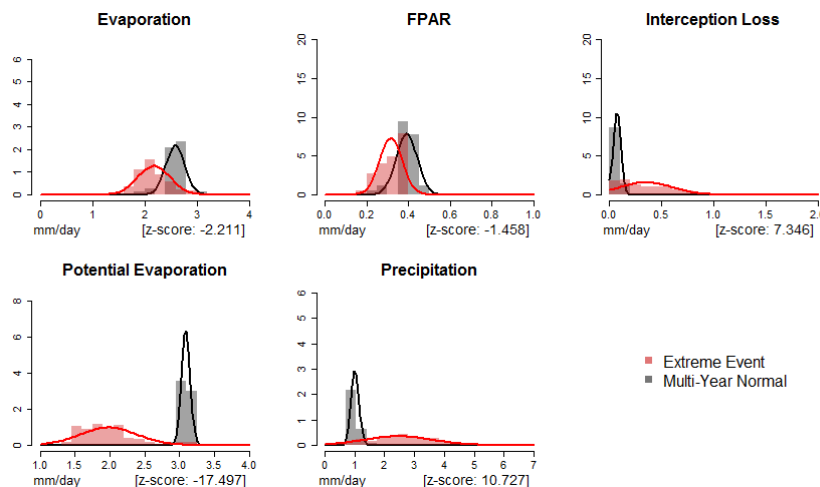 Evaporation
0 1 2 3 4 5 6
0 1 2 3 4
mm/day [z-score: -2.211]
FPAR
0 5 10 15 20
0.0 0.2 0.4 0.6 0.8 1.0
mm/day [z-score: -1.458]
Interception Loss
0 5 10 15 20
0.0 0.5 1.0 1.5 2.0
mm/day [z-score: 7.346]
Potential Evaporation
0 2 4 6 8
1.0 1.5 2.0 2.5 3.0 3.5 4.0
mm/day [z-score: -17.497]
Precipitation
0 1 2 3 4 5 6
0 1 2 3 4 5 6 7
mm/day [z-score: 10.727]
Extreme Event
Multi-Year Normal